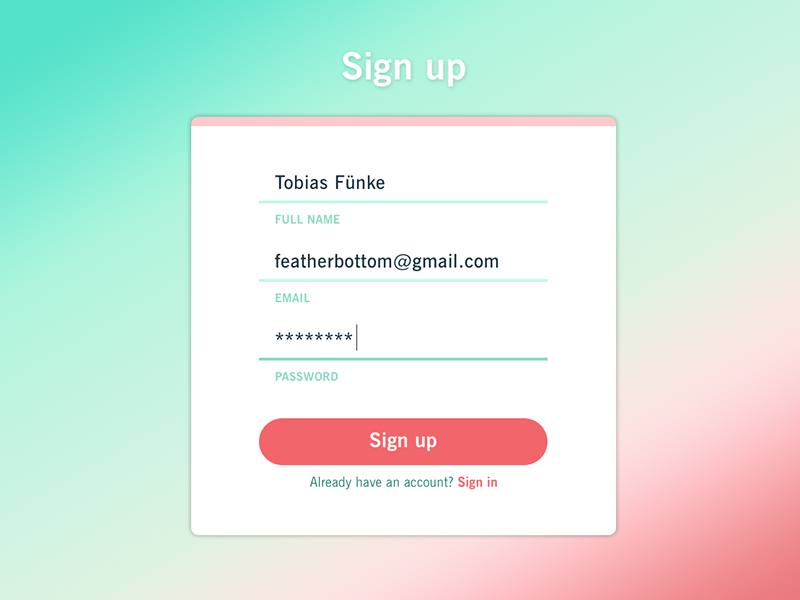 Sign up
Tobias Fünke
FULL NAME
featherbottom@gmail.com
EMAIL
********
PASSWORD
Sign up
Already have an account? Sign in